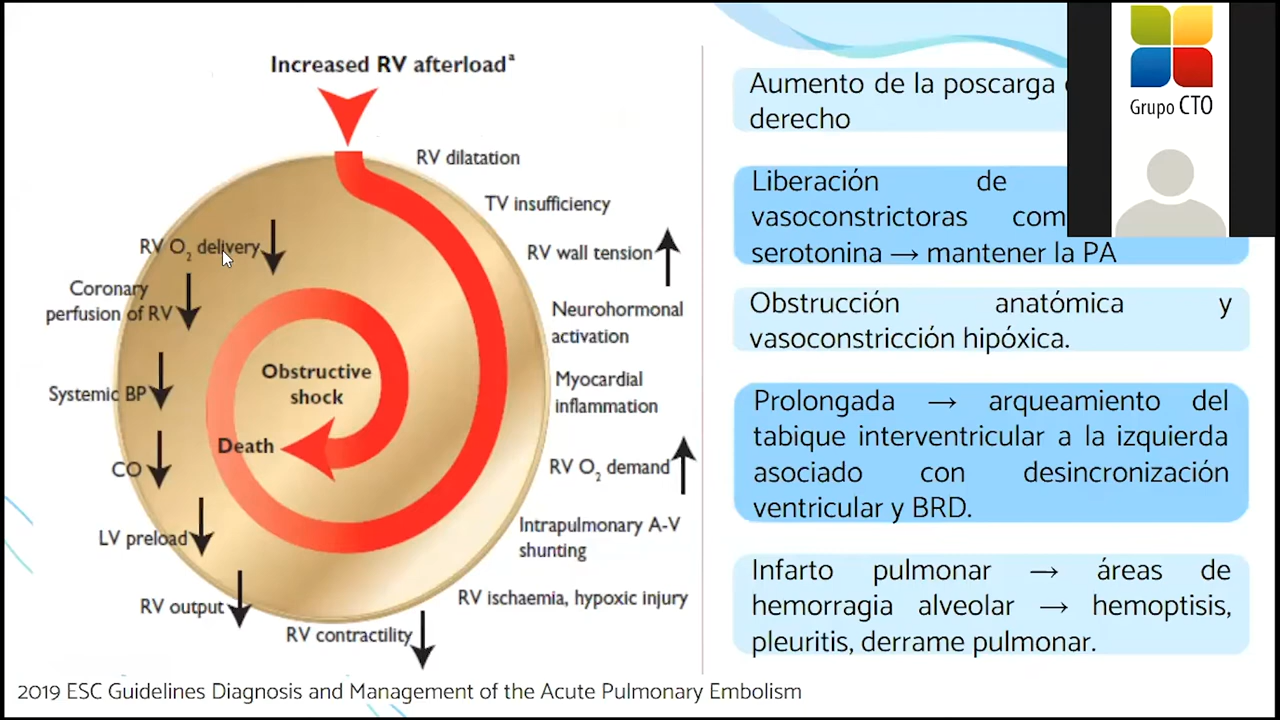 Increased RV afterloadª
RV dilatation
TV insufficiency
RV wall tension
Neurohormonal
activation
Myocardial
inflammation
RV O₂ demand
Intrapulmonary A-V
shunting
RV ischaemia, hypoxic injury
RV contractility
RV output
LV preload
CO
Systemic BP
Coronary
perfusion of RV
RV O₂ delivery
Obstructive
shock
Death
2019 ESC Guidelines Diagnosis and Management of the Acute Pulmonary Embolism
Aumento de la poscarga
derecho
Liberación de
vasoconstrictoras
serotonina → mantener la PA
Obstrucción anatómica y
vasoconstricción hipóxica.
Prolongada → arqueamiento del
tabique interventricular a la izquierda
asociado con desincronización
ventricular y BRD.
Infarto pulmonar → áreas de
hemorragia alveolar → hemoptisis,
pleuritis, derrame pulmonar.
Grupo CTO